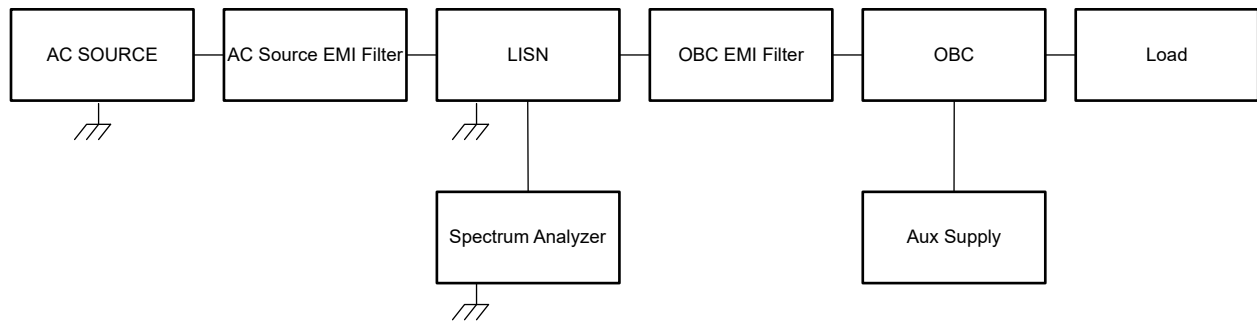 AC SOURCE
AC Source EMI Filter
LISN
OBC EMI Filter
OBC
Load
Spectrum Analyzer
Aux Supply